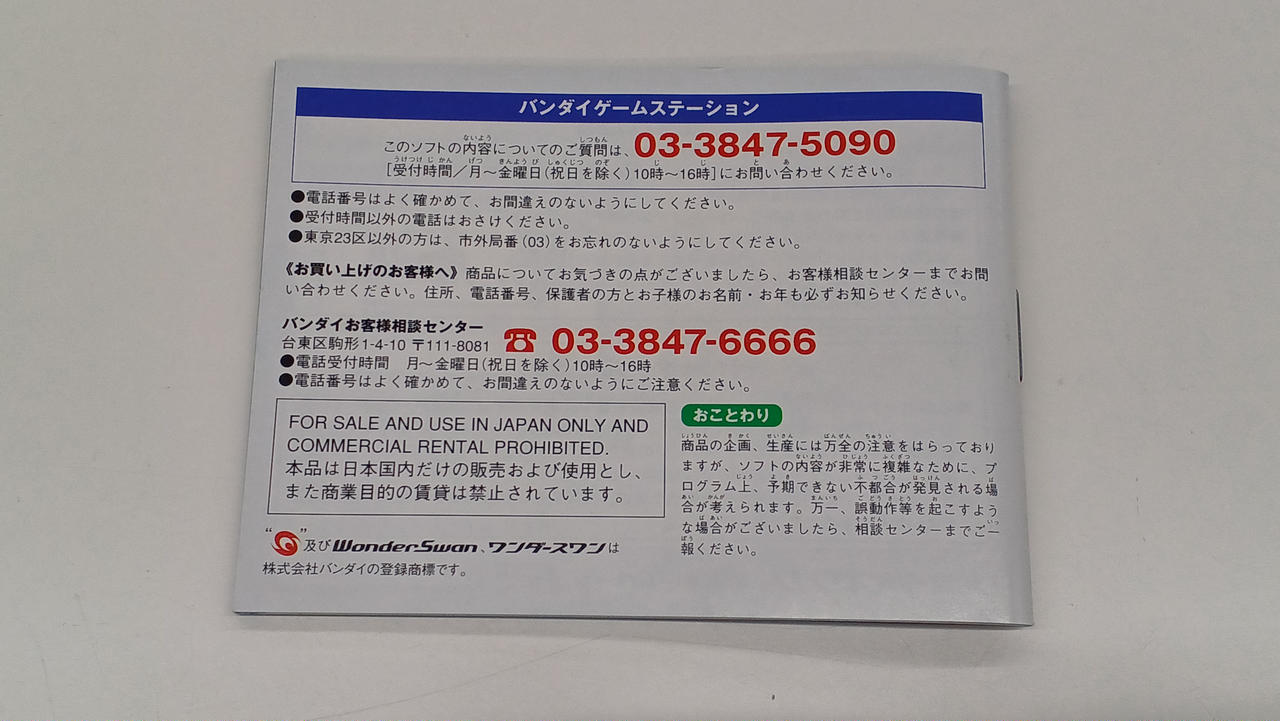 バンダイゲームステーション
このソフトの内容についてのご質問は、03-3847-5090
[受付時間/月～金曜日(祝日を除く)10時～16時]にお問い合わせください。
●電話番号はよく確かめて、お間違えのないようにしてください。
●受付時間以外の電話はおさけください。
●東京23区以外の方は、市外局番(03)をお忘れのないようにしてください。
《お買い上げのお客様へ》商品についてお気づきの点がございましたら、お客様相談センターまでお問
い合わせください。住所、電話番号、保護者の方とお子様のお名前・お年も必ずお知らせください。
バンダイお客様相談センター
台東区駒形1-4-10 〒111-8081 ☎ 03-3847-6666
●電話受付時間 月～金曜日(祝日を除く)10時～16時
●電話番号はよく確かめて、お間違えのないようにご注意ください。
FOR SALE AND USE IN JAPAN ONLY AND
COMMERCIAL RENTAL PROHIBITED.
本品は日本国内だけの販売および使用とし、
また商業目的の賃貸は禁止されています。
“ ”及びWonderSwan、ワンダースワンは
株式会社バンダイの登録商標です。
おことわり
商品の企画、生産には万全の注意をはらっており
ますが、ソフトの内容が非常に複雑なために、プ
ログラム上、予期できない不都合が発見される場
合が考えられます。万一、誤動作等を起こすよう
な場合がございましたら、相談センターまでご一
報ください。